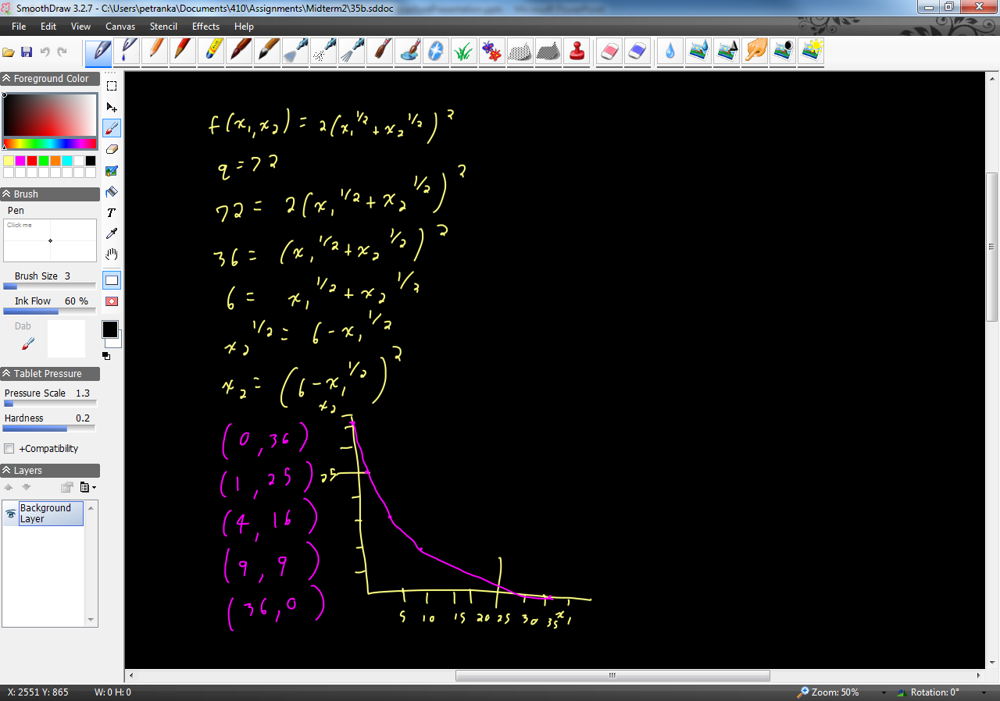 SmoothDraw 3.2.7 - C:\Users\petranka\Documents\410\Assignments\Midterm2\35b.sddoc
File Edit View Canvas Stencil Effects Help
Foreground Color
Brush
Pen
Click me
Brush Size 3
Ink Flow 60 %
Dab
Tablet Pressure
Pressure Scale 1.3
Hardness 0.2
+Compatibility
Layers
Background
Layer
f(x₁,x₂) = 2(x₁^1/2 + x₂^1/2)^2
q = 72
72 = 2(x₁^1/2 + x₂^1/2)^2
36 = (x₁^1/2 + x₂^1/2)^2
6 = x₁^1/2 + x₂^1/2
x₂^1/2 = 6 - x₁^1/2
x₂ = (6 - x₁^1/2)^2
x₂
(0, 36)
(1, 25)
25
(4, 16)
(9, 9)
(36, 0)
5 10 15 20 25 30 35 x₁
X: 2551 Y: 865 W: 0 H: 0 Zoom: 50% Rotation: 0°